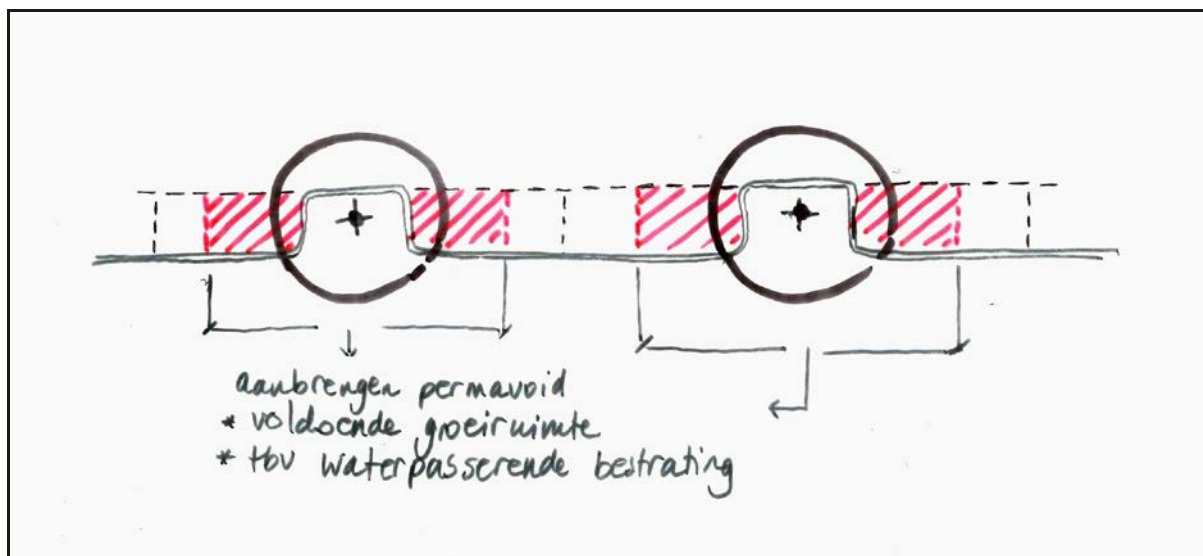 aanbrengen permavoid
* voldoende groeiruimte
* tbv waterpasserende bestrating